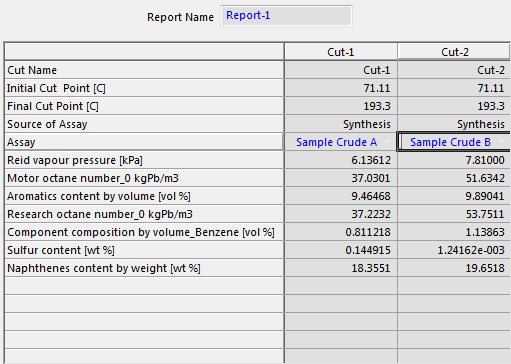 Report Name Report-1
Cut-1 Cut-2
Cut Name Cut-1 Cut-2
Initial Cut Point [C] 71.11 71.11
Final Cut Point [C] 193.3 193.3
Source of Assay Synthesis Synthesis
Assay Sample Crude A Sample Crude B
Reid vapour pressure [kPa] 6.13612 7.81000
Motor octane number_0 kgPb/m3 37.0301 51.6342
Aromatics content by volume [vol %] 9.46468 9.89041
Research octane number_0 kgPb/m3 37.2232 53.7511
Component composition by volume_Benzene [vol %] 0.811218 1.13863
Sulfur content [wt %] 0.144915 1.24162e-003
Naphthenes content by weight [wt %] 18.3551 19.6518